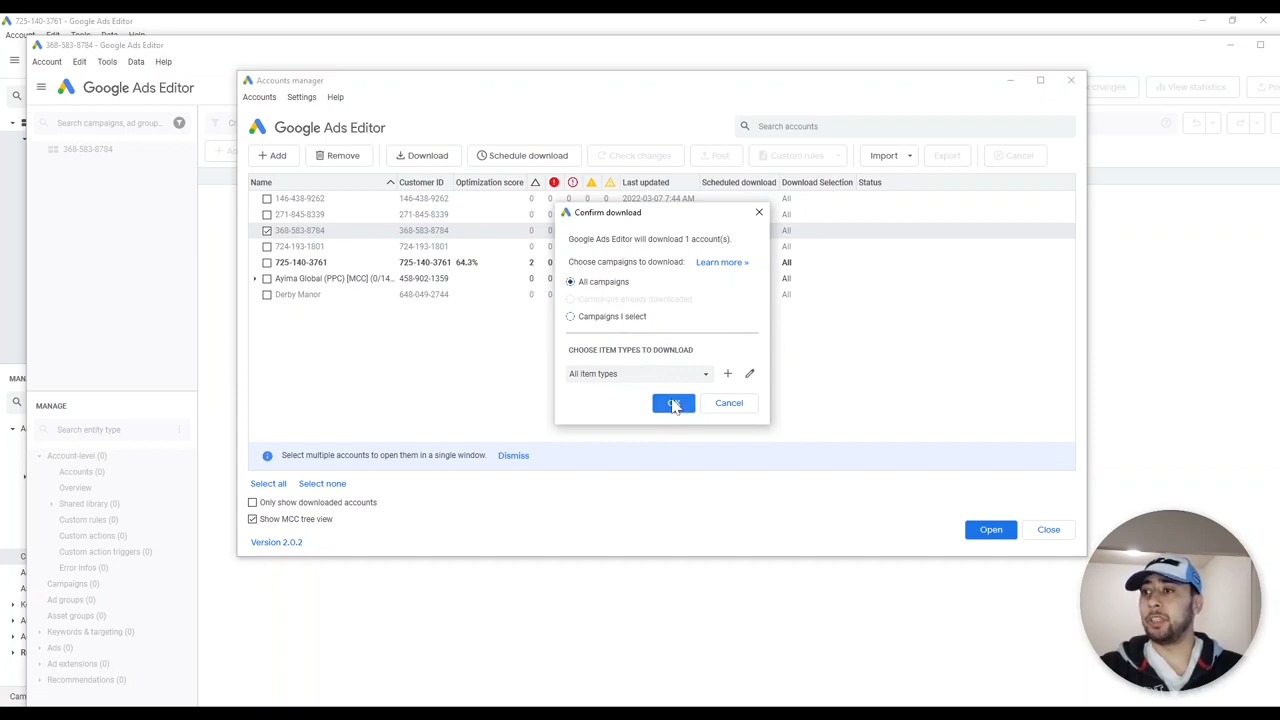 725-140-3761 - Google Ads Editor
Account Edit Tools Data Help
368-583-8784 - Google Ads Editor
Account Edit Tools Data Help
Google Ads Editor
Search campaigns, ad group...
368-583-8784
Accounts manager
Accounts Settings Help
Google Ads Editor
Search accounts
changes
View statistics
Add Remove Download Schedule download Check changes Post Custom rules Import Export Cancel
Name Customer ID Optimization score Last updated Scheduled download Download Selection Status
146-438-9262 146-438-9262 0 0 0 0 0 2022-03-07 7:44 AM All
271-845-8339 271-845-8339 0 All
368-583-8784 368-583-8784 0 All
724-193-1801 724-193-1801 0 All
725-140-3761 725-140-3761 64.3% 2 All
Ayima Global (PPC) [MCC] (0/14... 458-902-1359 0 All
Derby Manor 648-049-2744 0 All
Confirm download
Google Ads Editor will download 1 account(s).
Choose campaigns to download: Learn more »
All campaigns
Campaigns already downloaded
Campaigns I select
CHOOSE ITEM TYPES TO DOWNLOAD
All item types
Cancel
Select multiple accounts to open them in a single window. Dismiss
Select all Select none
Only show downloaded accounts
Show MCC tree view
Version 2.0.2
Open Close
MANAGE
Search entity type
Account-level (0)
Accounts (0)
Overview
Shared library (0)
Custom rules (0)
Custom actions (0)
Custom action triggers (0)
Error Infos (0)
Campaigns (0)
Ad groups (0)
Asset groups (0)
Keywords & targeting (0)
Ads (0)
Ad extensions (0)
Recommendations (0)